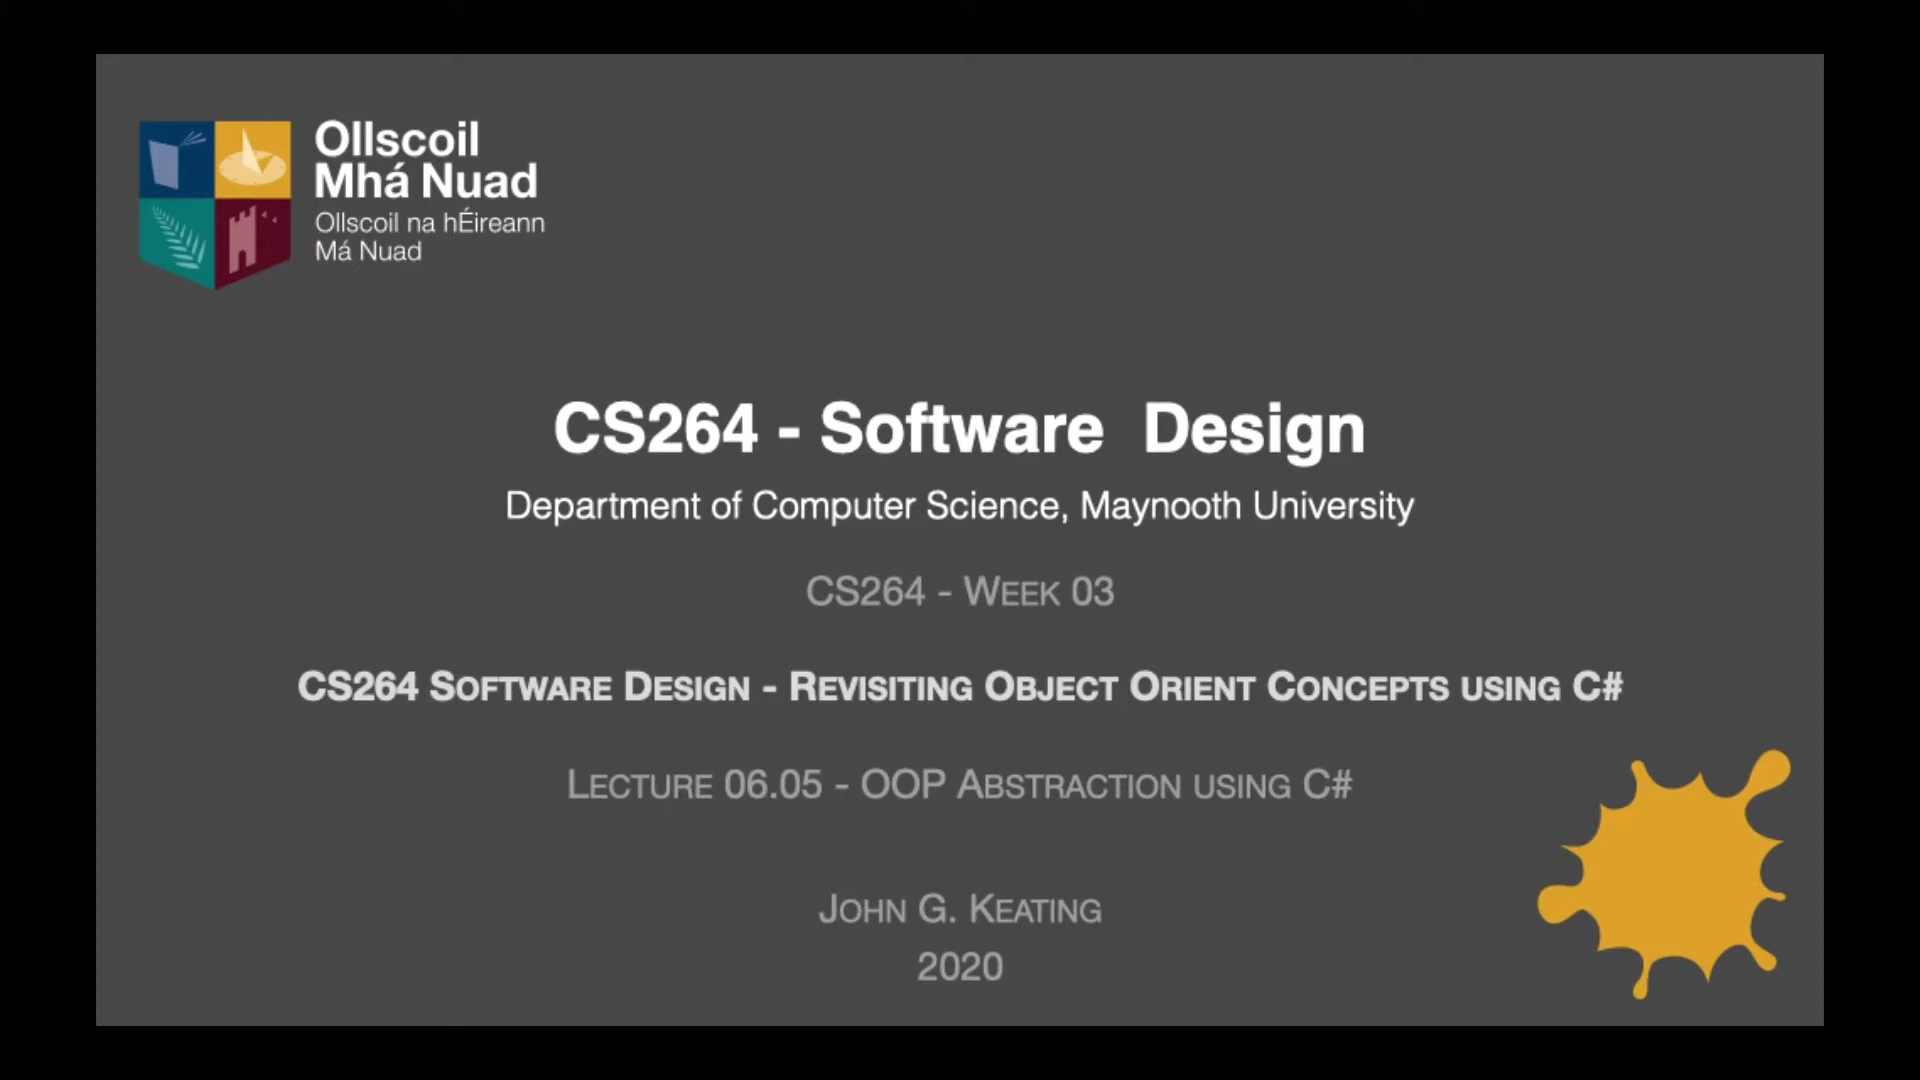 Ollscoil
Mhá Nuad
Ollscoil na hÉireann
Má Nuad
CS264 - Software  Design
Department of Computer Science, Maynooth University
CS264 - WEEK 03
CS264 SOFTWARE DESIGN - REVISITING OBJECT ORIENT CONCEPTS USING C#
LECTURE 06.05 - OOP ABSTRACTION USING C#
JOHN G. KEATING
2020